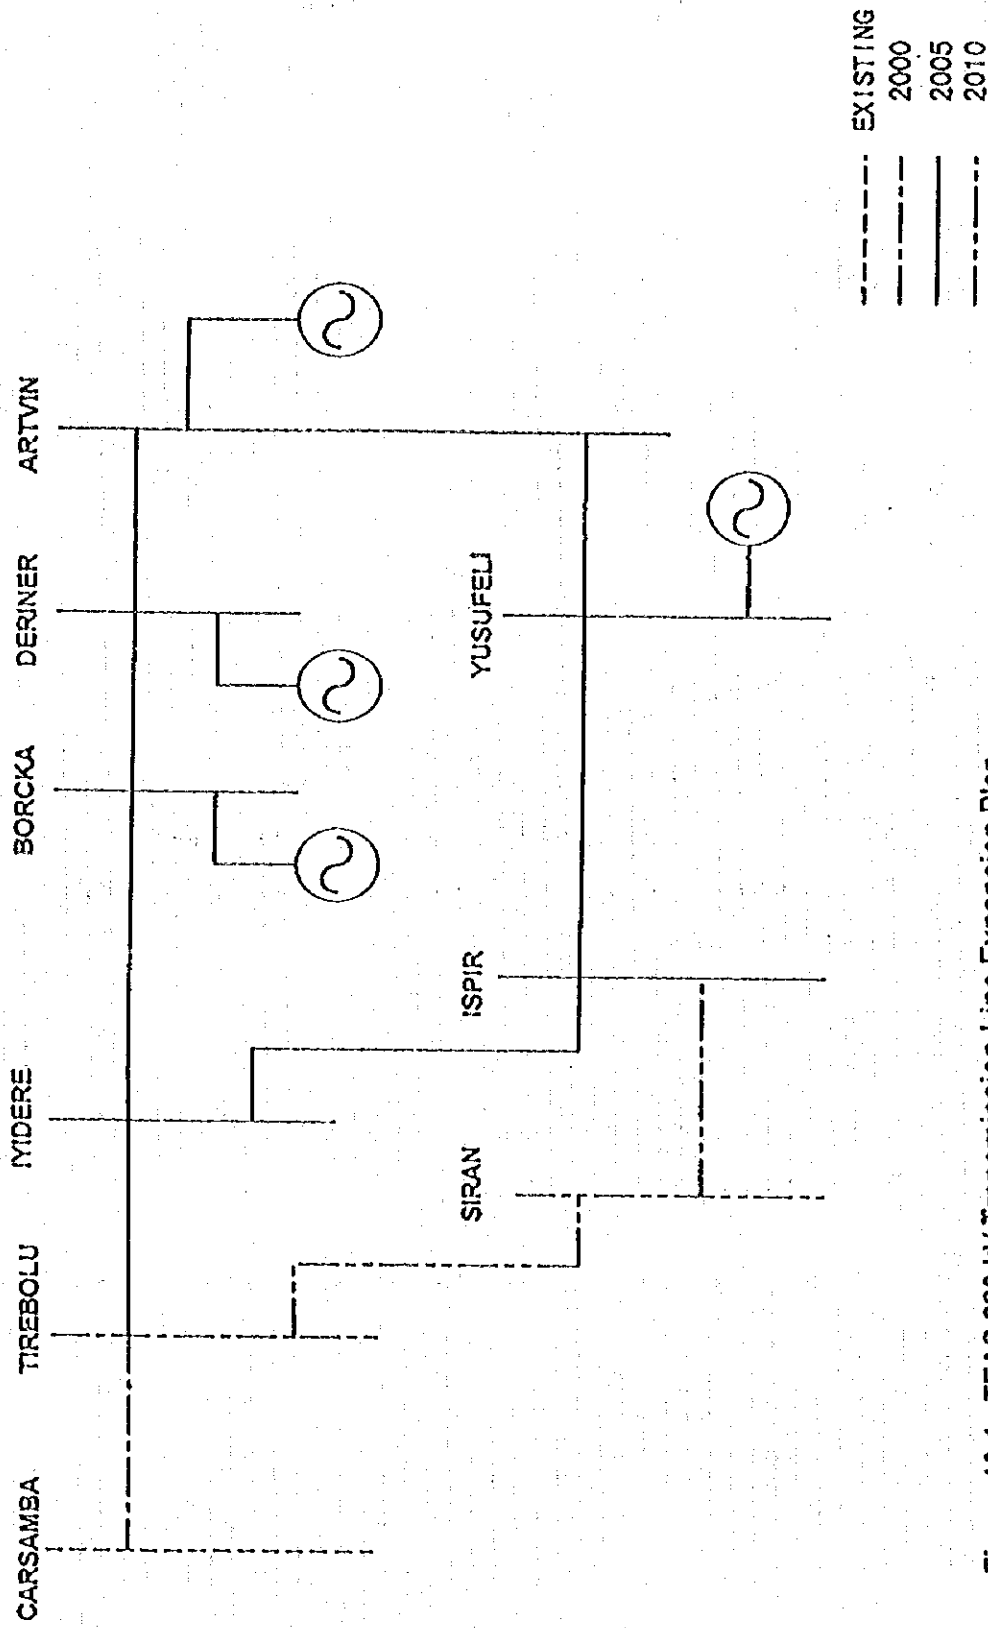 CARSAMBA
TIREBOLU
IYIDERE
BORCKA
DERINER
ARTVIN
SIRAN
ISPIR
YUSUFELI
EXISTING
2000
2005
2010